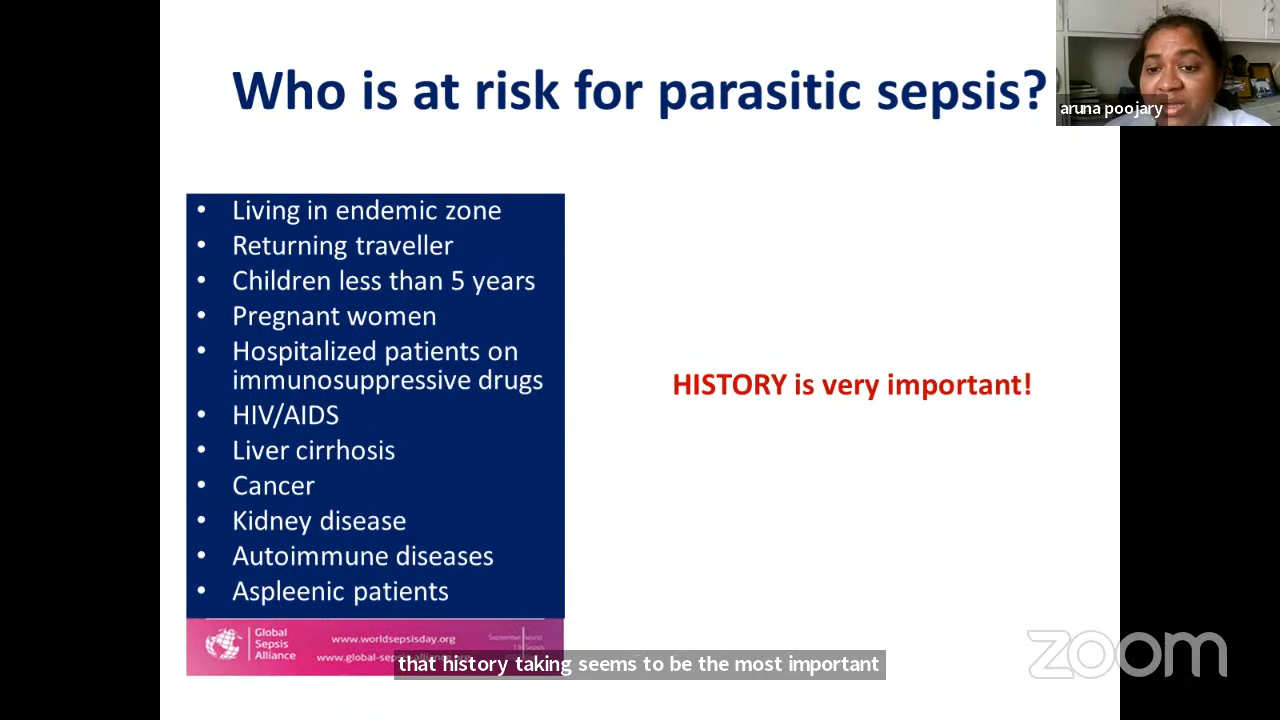 Who is at risk for parasitic sepsis?
aruna poojary
• Living in endemic zone
• Returning traveller
• Children less than 5 years
• Pregnant women
• Hospitalized patients on
immunosuppressive drugs
• HIV/AIDS
• Liver cirrhosis
• Cancer
• Kidney disease
• Autoimmune diseases
• Aspleenic patients
HISTORY is very important!
Global
Sepsis
Alliance
www.worldsepsisday.org
September World
that history taking seems to be the most important
zoom